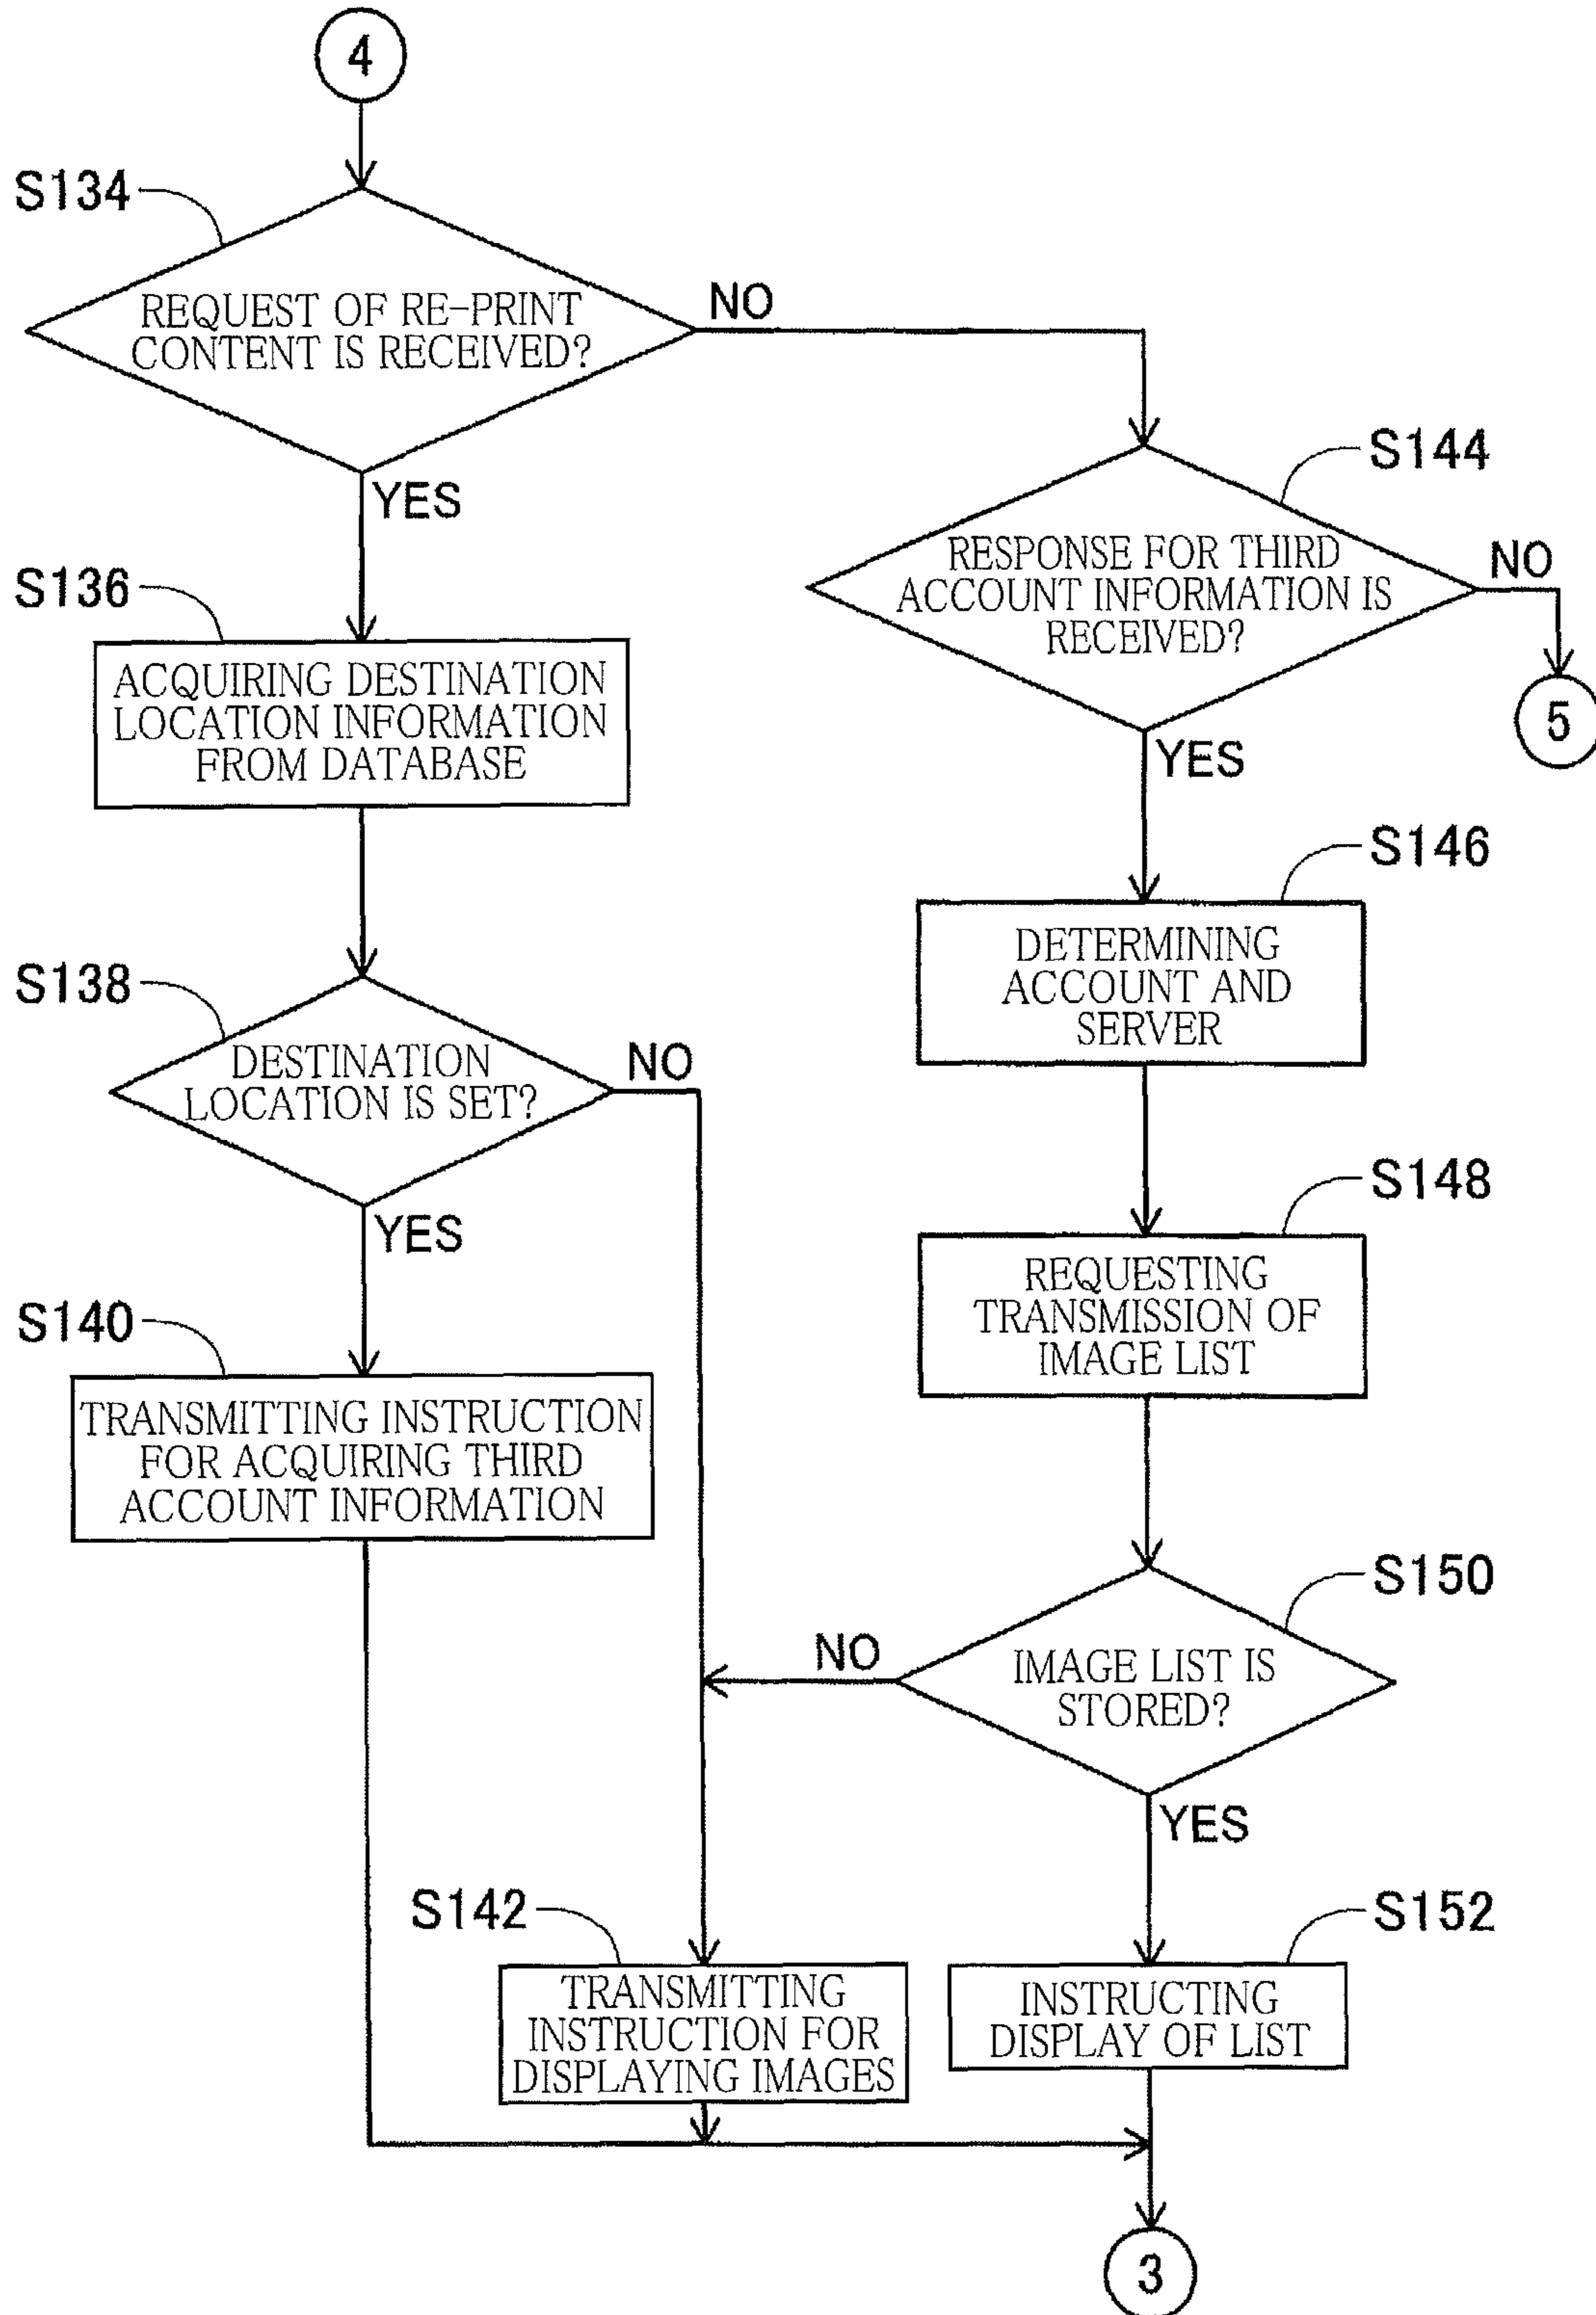 4
S134
REQUEST OF RE-PRINT
CONTENT IS RECEIVED?
NO
YES
S144
RESPONSE FOR THIRD
ACCOUNT INFORMATION IS
RECEIVED?
NO
5
YES
S136
ACQUIRING DESTINATION
LOCATION INFORMATION
FROM DATABASE
S146
DETERMINING
ACCOUNT AND
SERVER
S138
DESTINATION
LOCATION IS SET?
NO
YES
S148
REQUESTING
TRANSMISSION OF
IMAGE LIST
S140
TRANSMITTING INSTRUCTION
FOR ACQUIRING THIRD
ACCOUNT INFORMATION
S150
IMAGE LIST IS
STORED?
NO
YES
S142
TRANSMITTING
INSTRUCTION FOR
DISPLAYING IMAGES
S152
INSTRUCTING
DISPLAY OF LIST
3